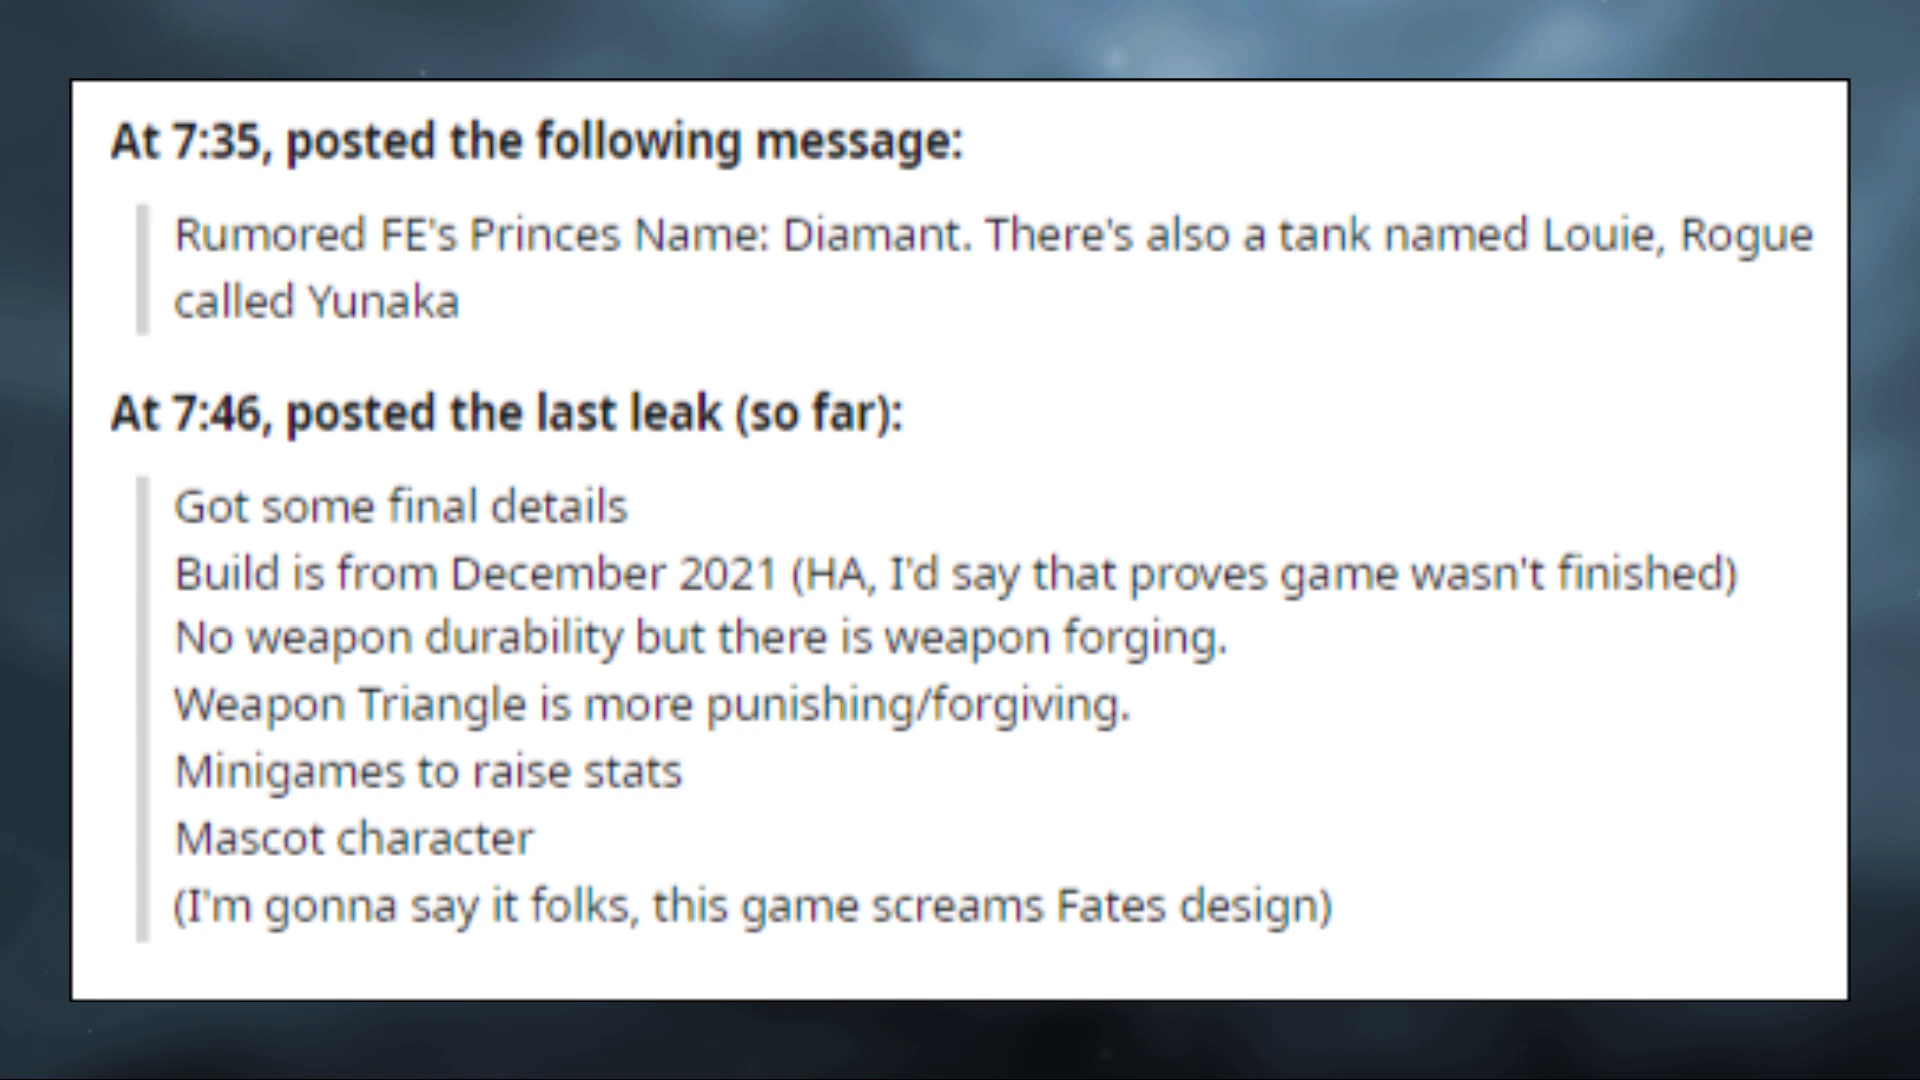 At 7:35, posted the following message:
Rumored FE's Princes Name: Diamant. There's also a tank named Louie, Rogue
called Yunaka
At 7:46, posted the last leak (so far):
Got some final details
Build is from December 2021 (HA, I'd say that proves game wasn't finished)
No weapon durability but there is weapon forging.
Weapon Triangle is more punishing/forgiving.
Minigames to raise stats
Mascot character
(I'm gonna say it folks, this game screams Fates design)